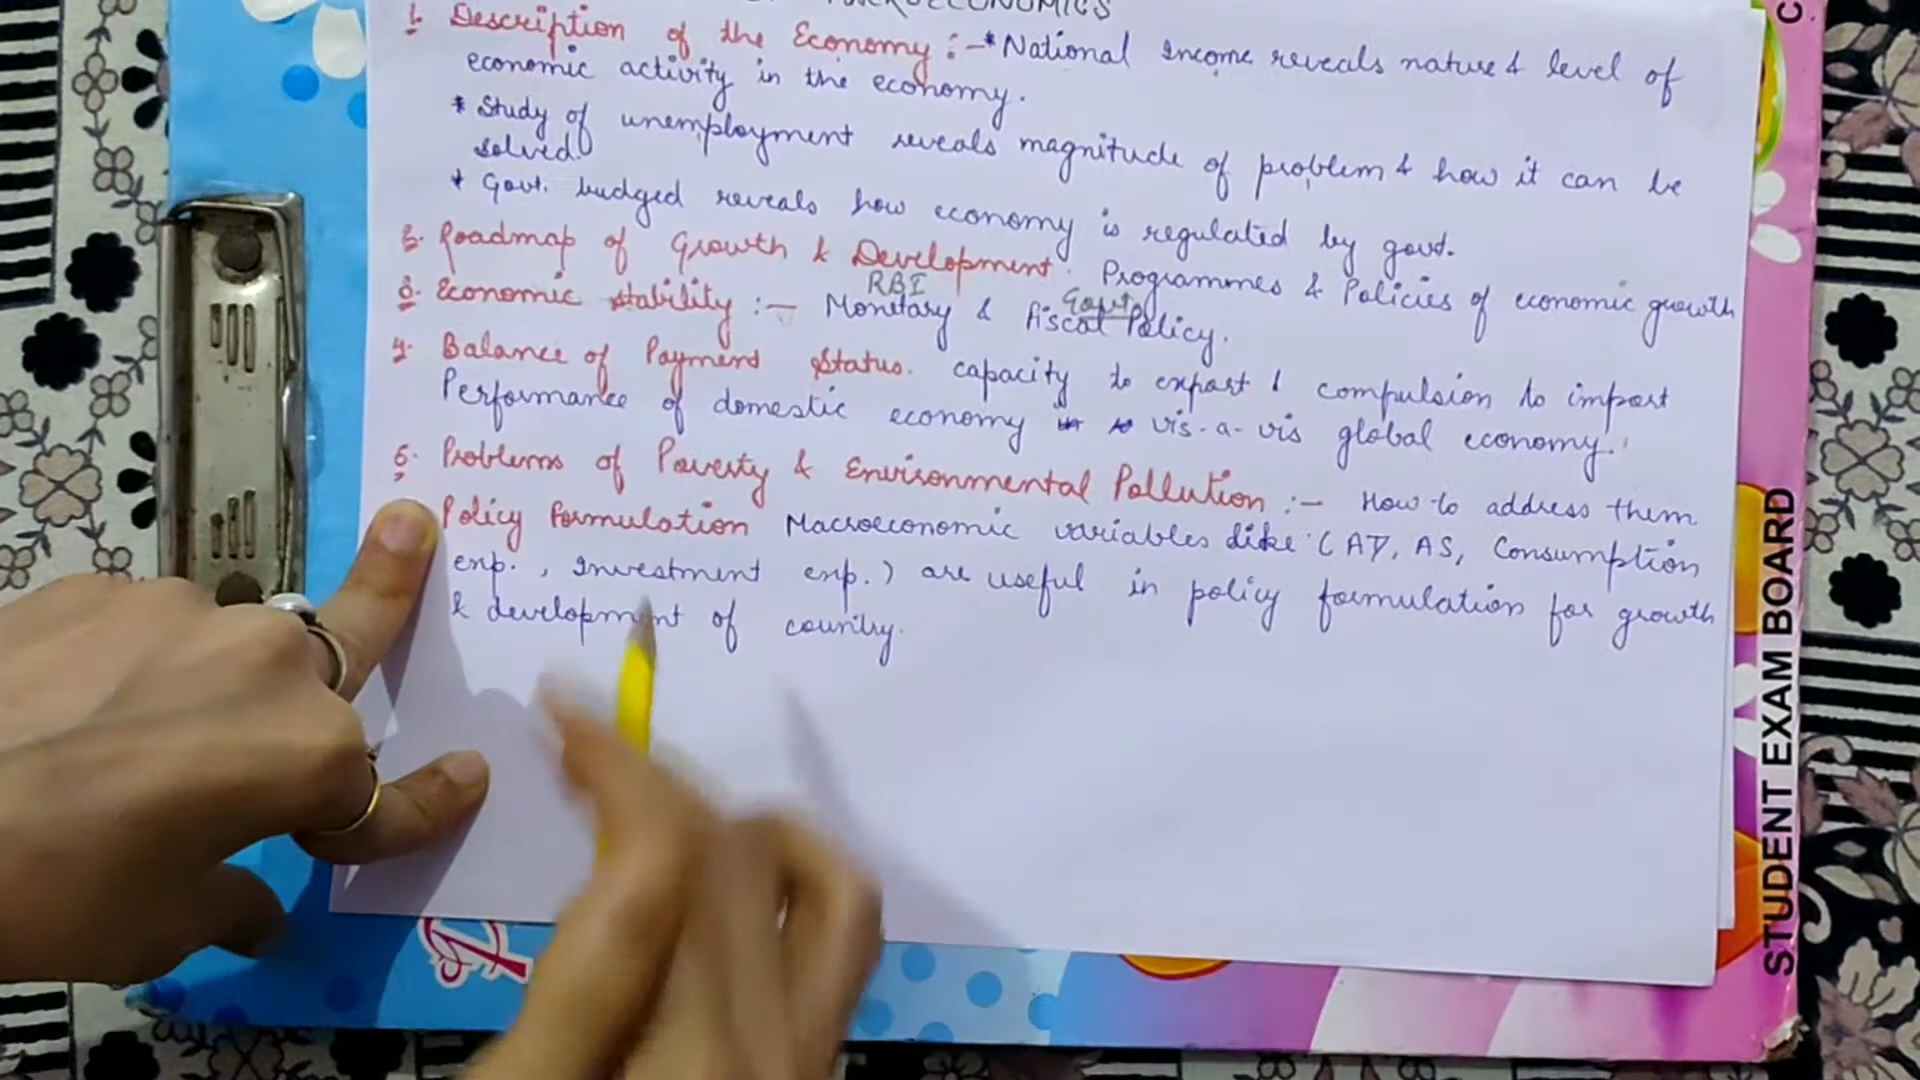 MACROECONOMICS
1. Description of the Economy :- * National Income reveals nature & level of
economic activity in the economy.
* Study of unemployment reveals magnitude of problem & how it can be
solved.
* Govt. budged reveals how economy is regulated by govt.
2. Roadmap of Growth & Development. Programmes & Policies of economic growth
RBI Govt.
3. Economic stability :- Monetary & Fiscal Policy.
4. Balance of Payment Status. capacity to export & compulsion to import
Performance of domestic economy vis-a-vis global economy.
5. Problems of Poverty & Environmental Pollution :- How to address them
Policy Formulation Macroeconomic variables like (AD, AS, Consumption
exp., Investment exp.) are useful in policy formulation for growth
& development of country.
STUDENT EXAM BOARD
C